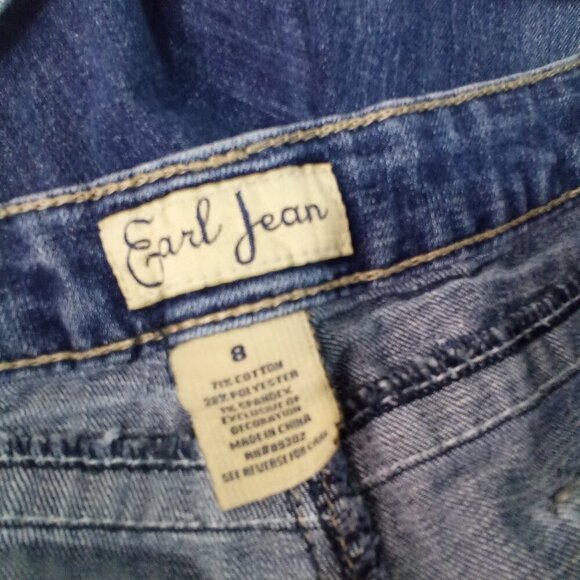 Earl Jean
8
71% COTTON
28% POLYESTER
1% SPANDEX
EXCLUSIVE OF
DECORATION
MADE IN CHINA
SEE REVERSE FOR CARE